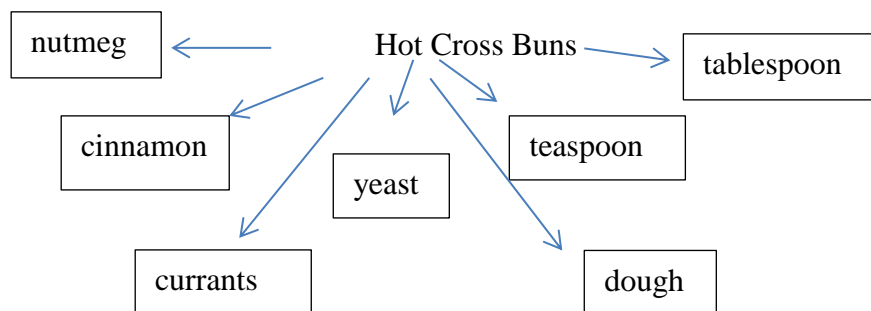 nutmeg
Hot Cross Buns
tablespoon
cinnamon
teaspoon
yeast
currants
dough